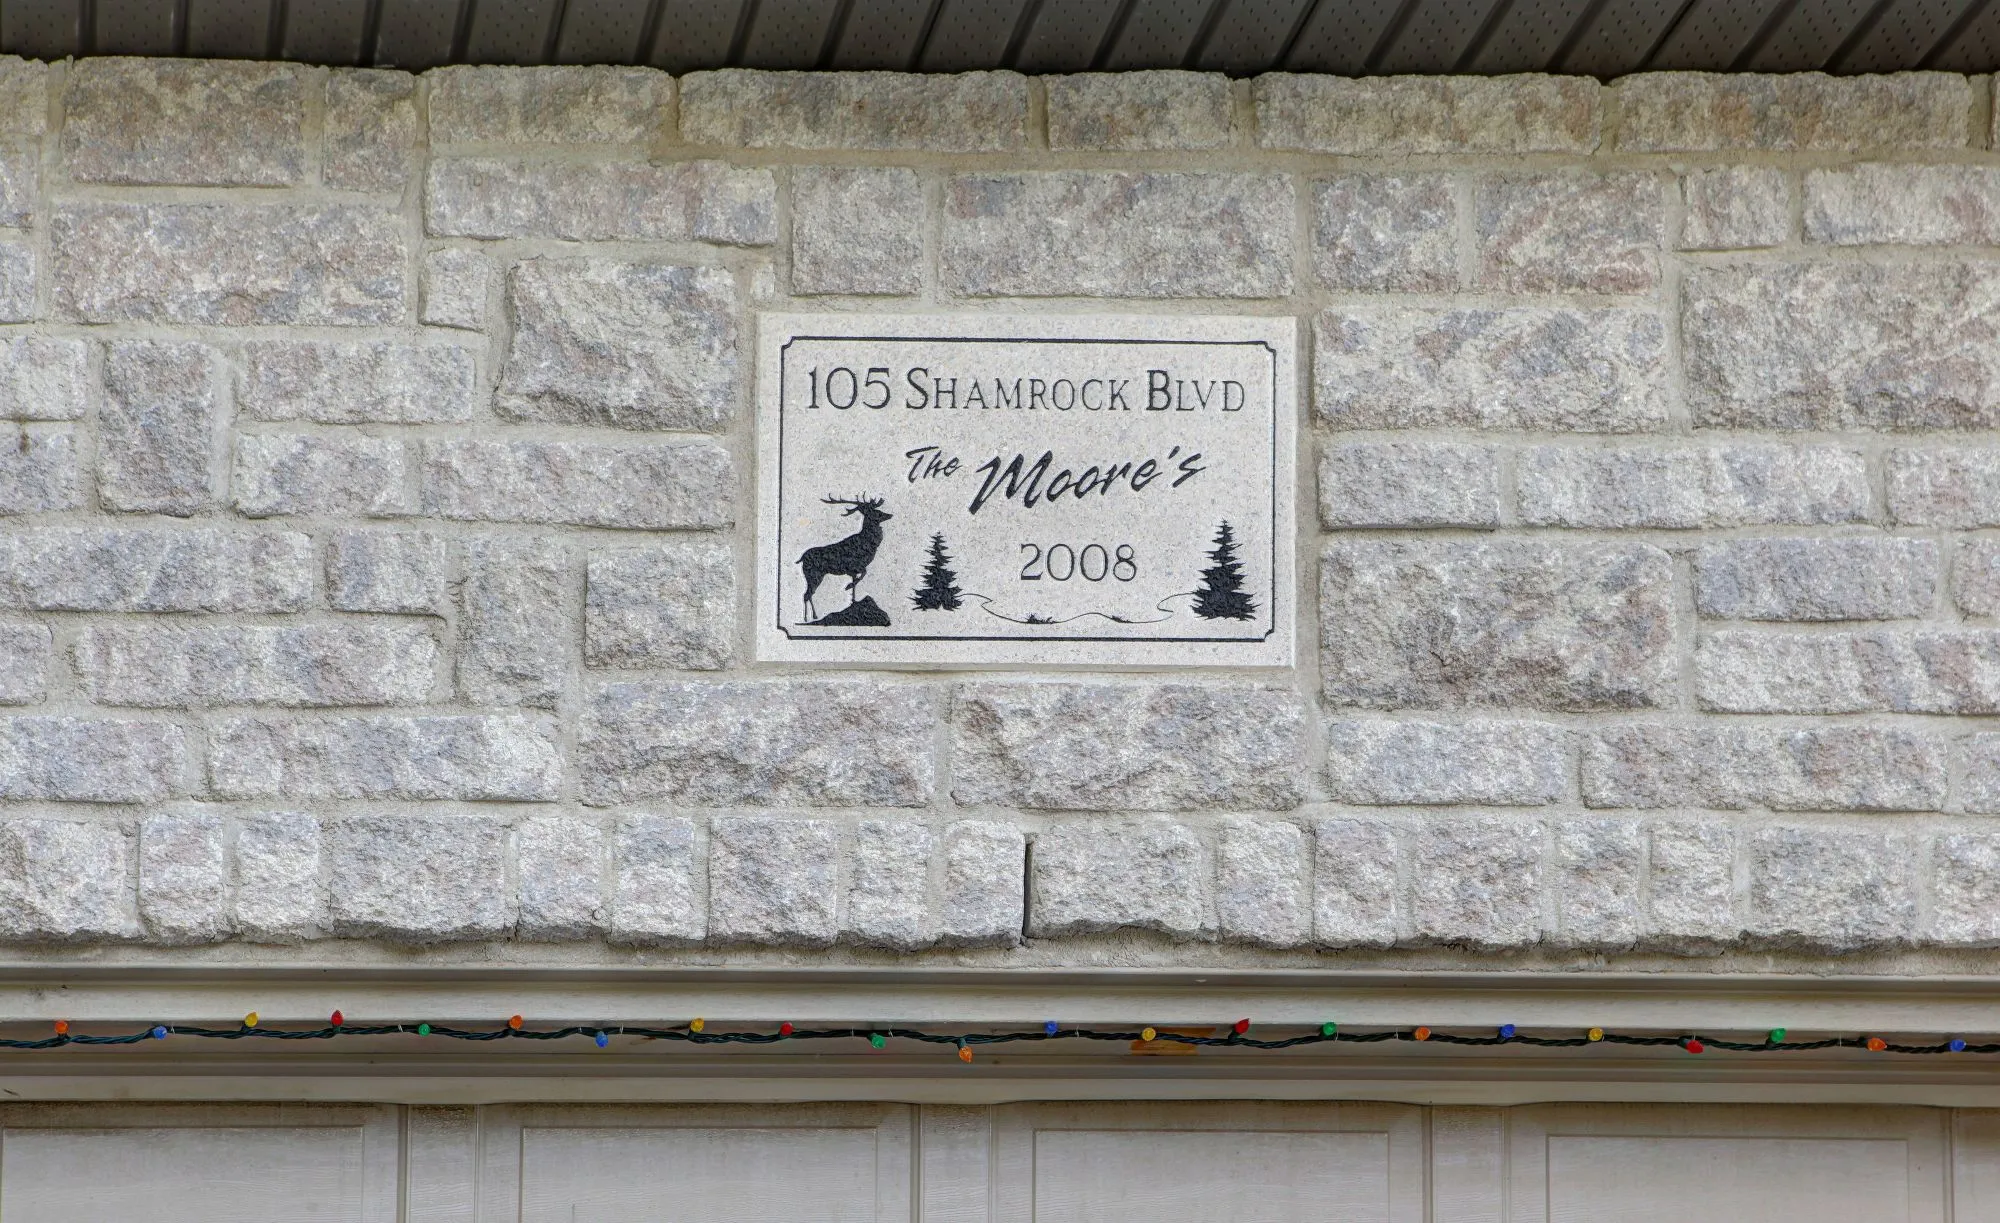 105 SHAMROCK BLVD
The Moore's
2008